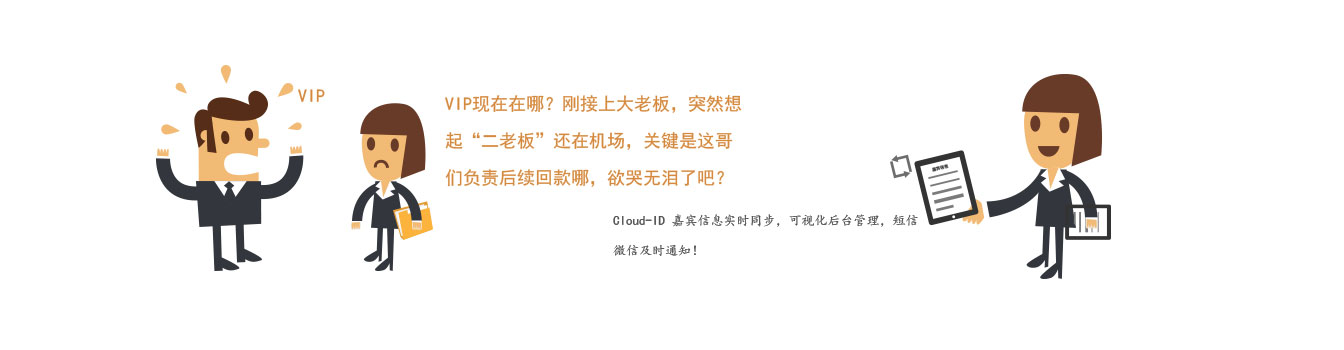 VIP
VIP现在在哪？刚接上大老板，突然想
起“二老板”还在机场，关键是这哥
们负责后续回款哪，欲哭无泪了吧？
Cloud-ID 嘉宾信息实时同步，可视化后台管理，短信
微信及时通知！